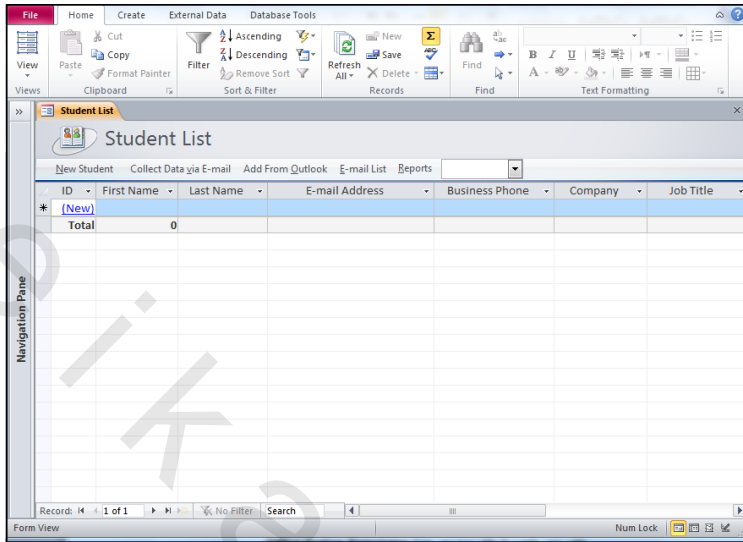 File Home Create External Data Database Tools
View Paste Cut Copy Format Painter Filter Ascending Descending Remove Sort Refresh All New Save Delete Σ Find ab ac B I U A
Views Clipboard Sort & Filter Records Find Text Formatting
Student List
Student List
New Student Collect Data via E-mail Add From Outlook E-mail List Reports
ID First Name Last Name E-mail Address Business Phone Company Job Title
* (New)
Total 0
Navigation Pane
Record: 1 of 1 No Filter Search
Form View Num Lock